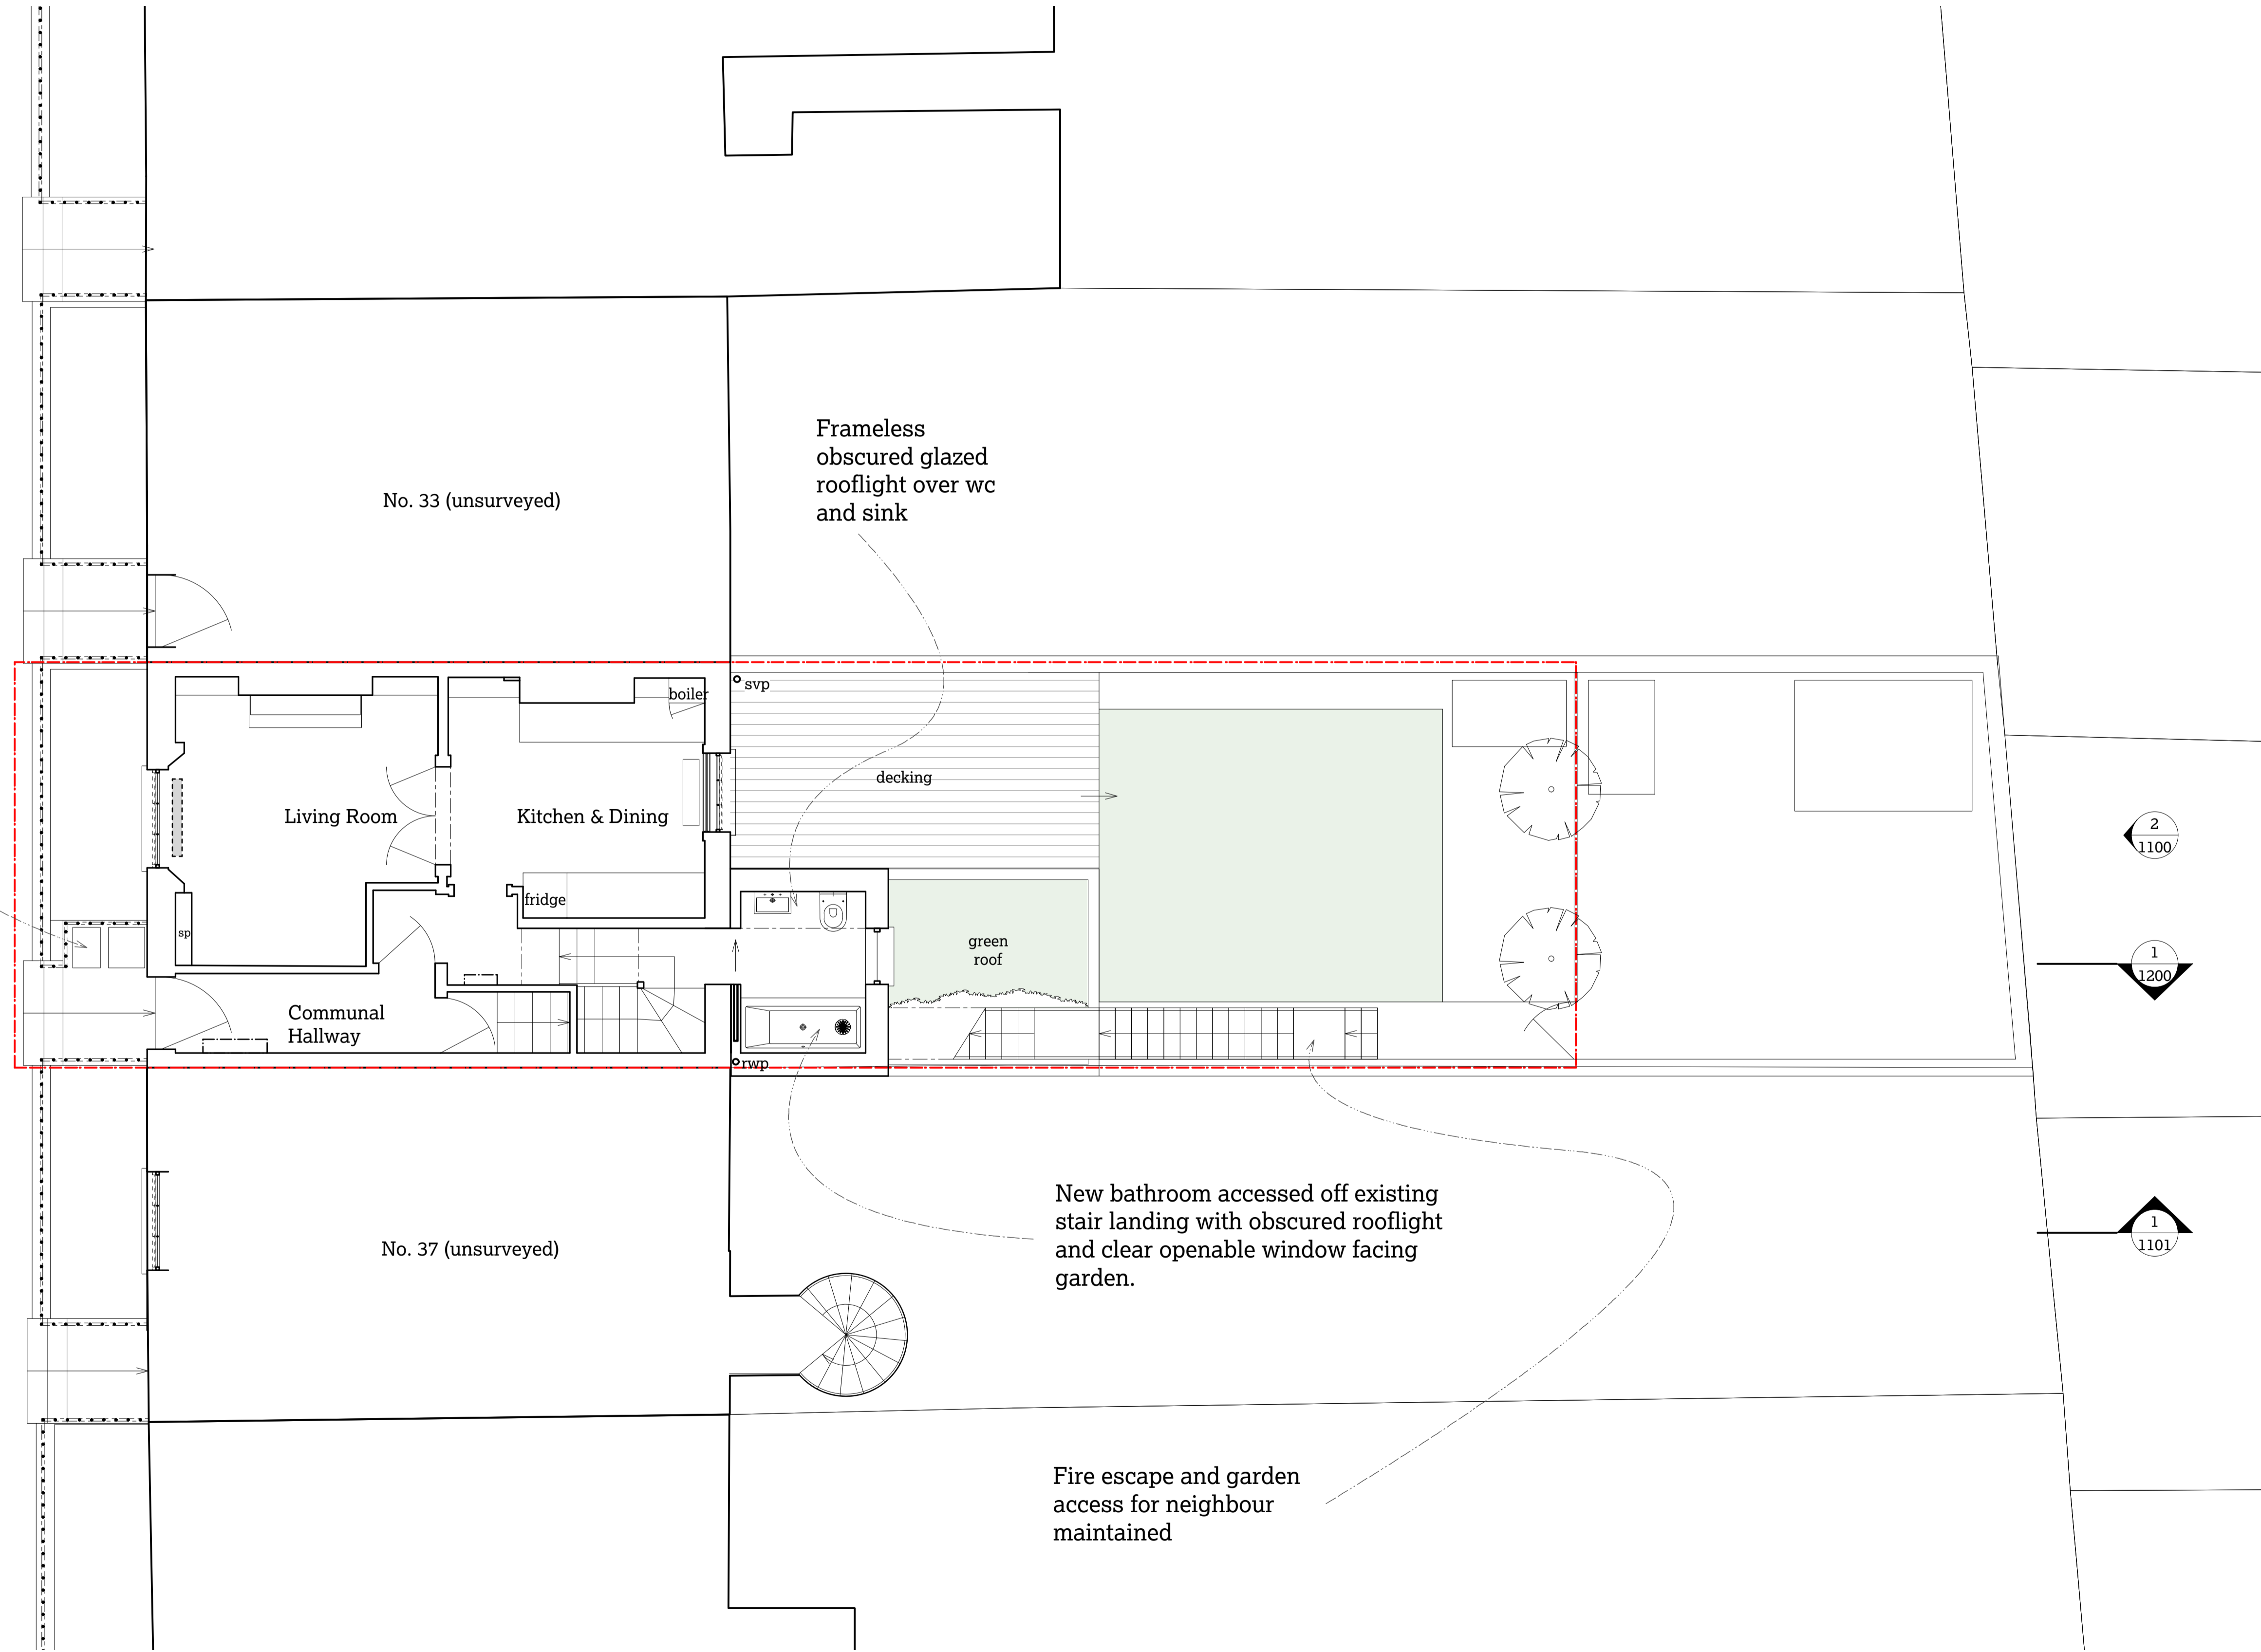 Frameless
obscured glazed
rooflight over wc
and sink
No. 33 (unsurveyed)
svp
boiler
decking
Living Room
Kitchen & Dining
2
1100
fridge
sp
green
roof
1
1200
Communal
Hallway
rwp
New bathroom accessed off existing
stair landing with obscured rooflight
and clear openable window facing
garden.
1
1101
No. 37 (unsurveyed)
Fire escape and garden
access for neighbour
maintained